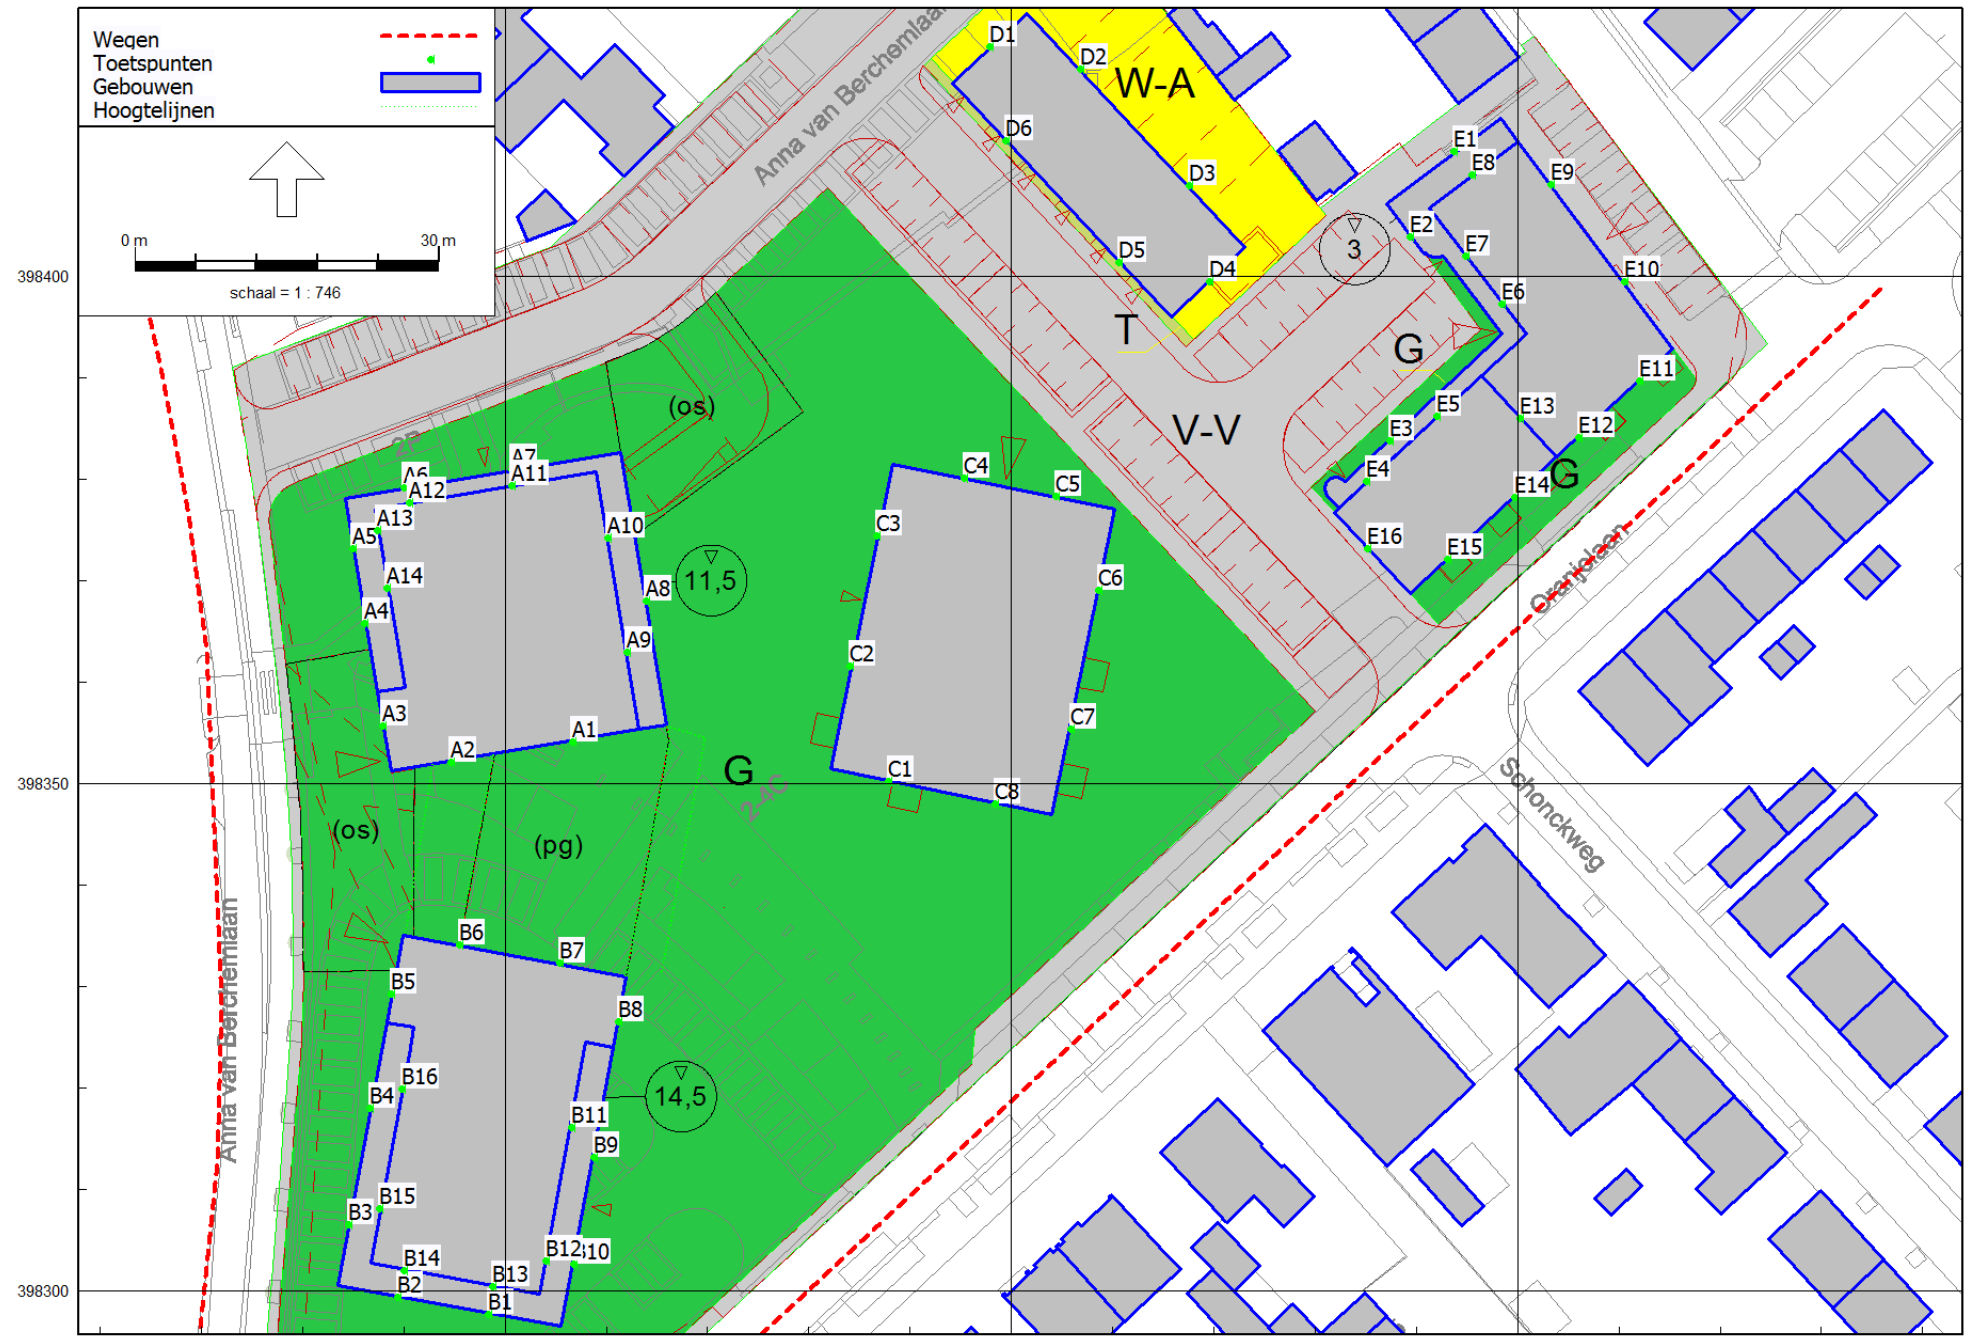 Wegen
Toetspunten
Gebouwen
Hoogtelijnen
0 m 30 m
schaal = 1 : 746
398400
398350
398300
Anna van Berchemlaan
Anna van Berchemlaan
Oranjelaan
Schonckweg
W-A
T
G
V-V
G
G
(os)
(os)
(pg)
2P
2-4C
3
11,5
14,5
D1
D2
D3
D4
D5
D6
E1
E8
E9
E2
E7
E10
E6
E11
E13
E5
E3
E12
E4
E14
E16
E15
A7
A6
A11
A12
A13
A5
A10
A14
A8
A4
A9
A3
A1
A2
C4
C5
C3
C6
C2
C7
C1
C8
B6
B7
B5
B8
B16
B4
B11
B9
B15
B3
B14
B12
B10
B2
B13
B1